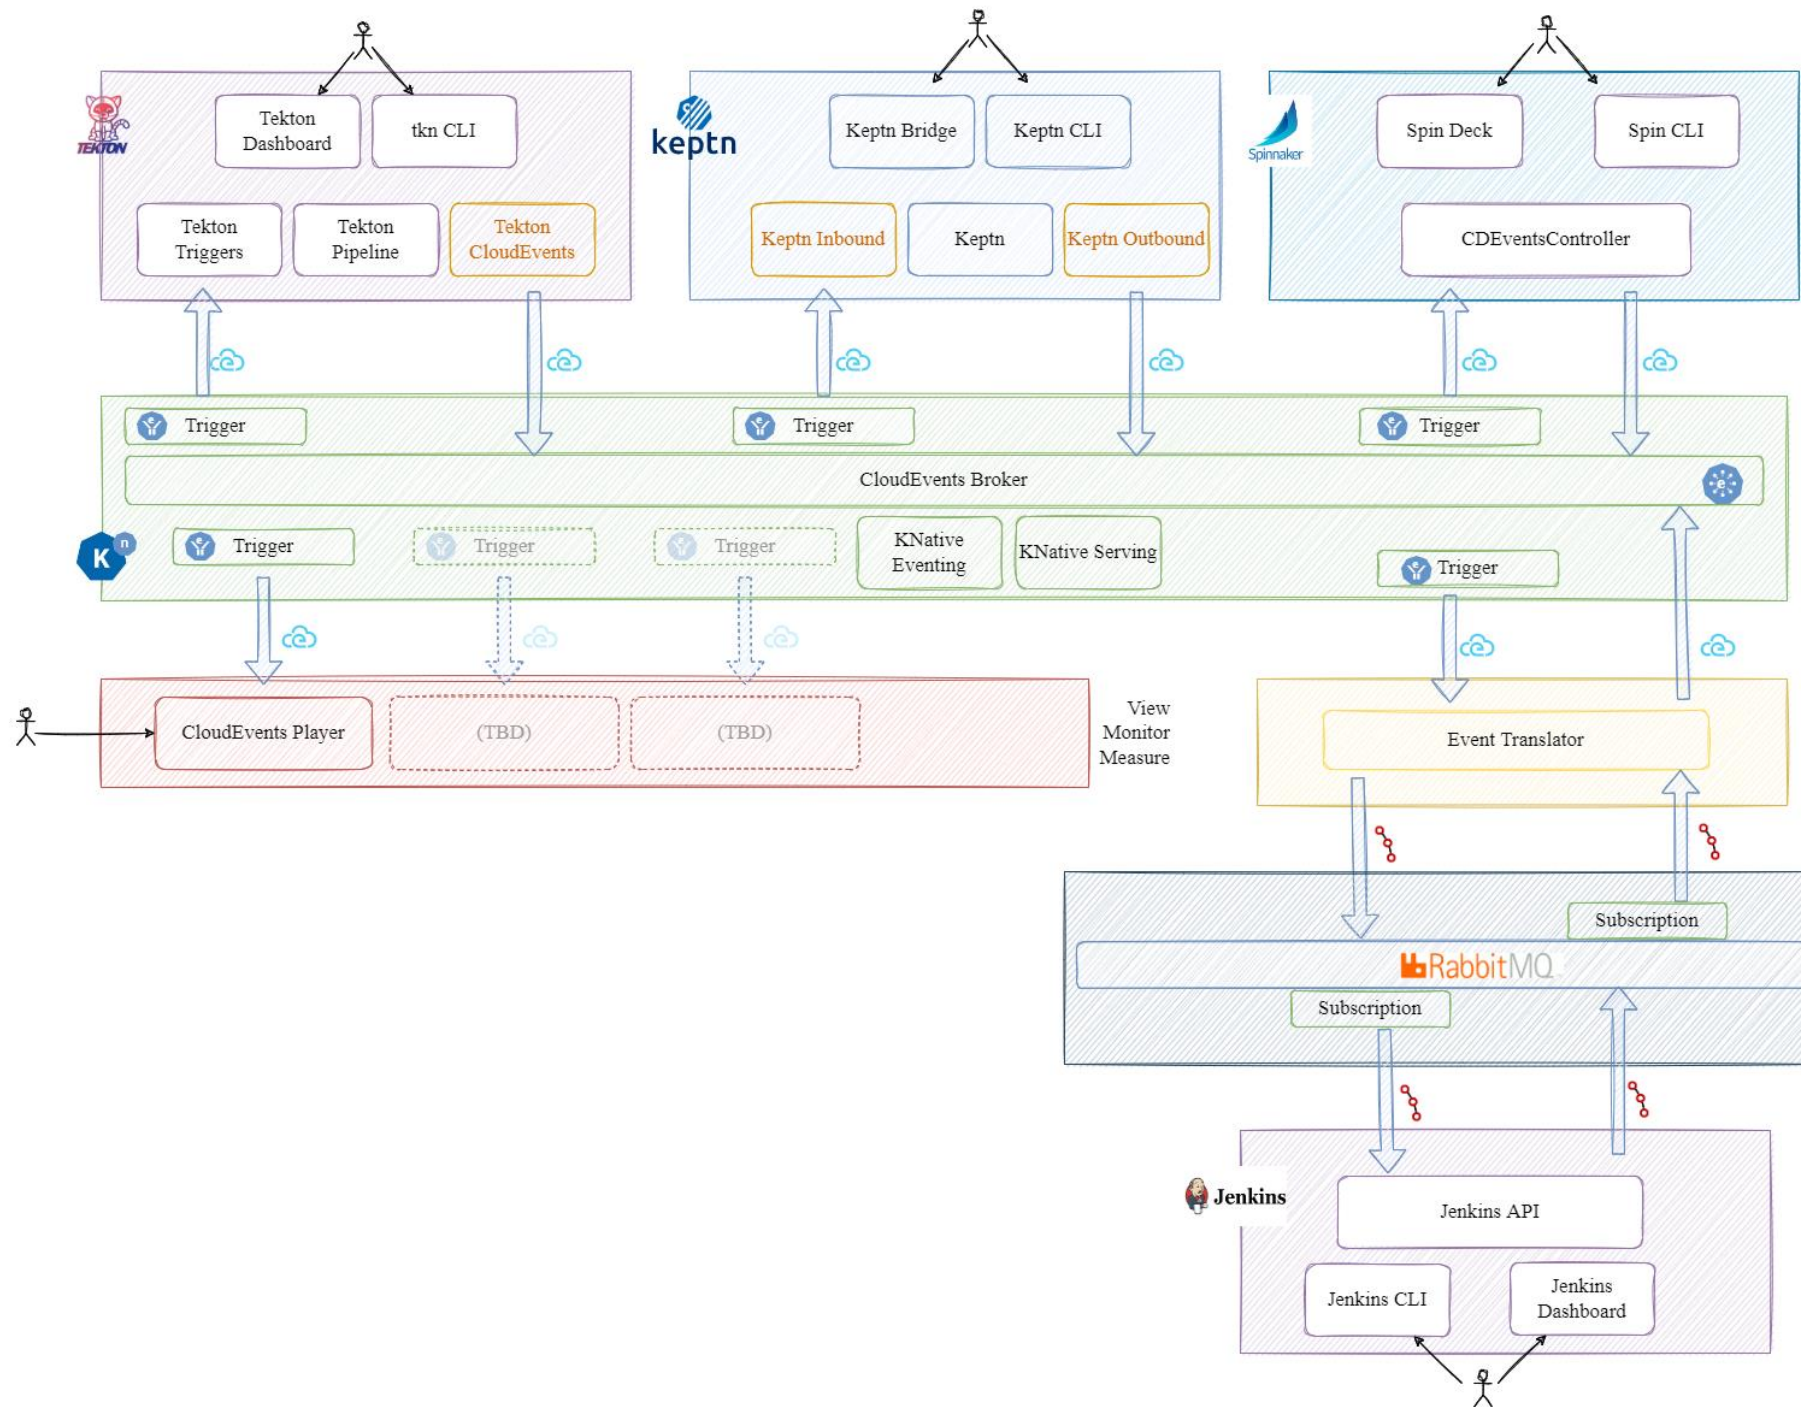 Tekton
Dashboard
tkn CLI
Keptn Bridge
Keptn CLI
Spin Deck
Spin CLI
TEKTON
keptn
Spinnaker
Tekton
Triggers
Tekton
Pipeline
Tekton
CloudEvents
Keptn Inbound
Keptn
Keptn Outbound
CDEventsController
Trigger
Trigger
Trigger
CloudEvents Broker
e
K
n
Trigger
Trigger
Trigger
KNative
Eventing
KNative Serving
Trigger
CloudEvents Player
(TBD)
(TBD)
View
Monitor
Measure
Event Translator
Subscription
RabbitMQ
Subscription
Jenkins
Jenkins API
Jenkins CLI
Jenkins
Dashboard